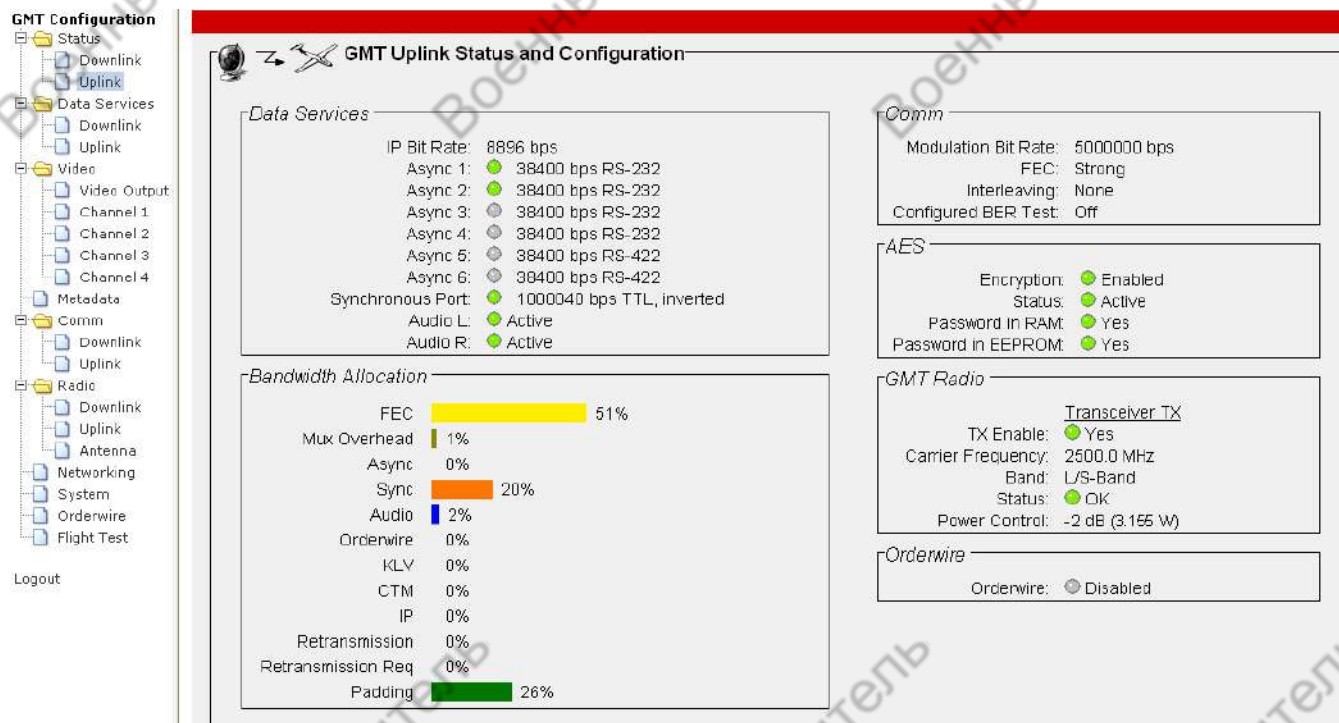 GMT Configuration
Status
Downlink
Uplink
Data Services
Downlink
Uplink
Video
Video Output
Channel 1
Channel 2
Channel 3
Channel 4
Metadata
Comm
Downlink
Uplink
Radio
Downlink
Uplink
Antenna
Networking
System
Orderwire
Flight Test
Logout
GMT Uplink Status and Configuration
Data Services
IP Bit Rate: 8896 bps
Async 1: 38400 bps RS-232
Async 2: 38400 bps RS-232
Async 3: 38400 bps RS-232
Async 4: 38400 bps RS-232
Async 5: 38400 bps RS-422
Async 6: 38400 bps RS-422
Synchronous Port: 1000040 bps TTL, inverted
Audio L: Active
Audio R: Active
Bandwidth Allocation
FEC 51%
Mux Overhead 1%
Async 0%
Sync 20%
Audio 2%
Orderwire 0%
KLV 0%
CTM 0%
IP 0%
Retransmission 0%
Retransmission Req 0%
Padding 26%
Comm
Modulation Bit Rate: 5000000 bps
FEC: Strong
Interleaving: None
Configured BER Test: Off
AES
Encryption: Enabled
Status: Active
Password in RAM: Yes
Password in EEPROM: Yes
GMT Radio
Transceiver TX
TX Enable: Yes
Carrier Frequency: 2500.0 MHz
Band: L/S-Band
Status: OK
Power Control: -2 dB (3.155 W)
Orderwire
Orderwire: Disabled